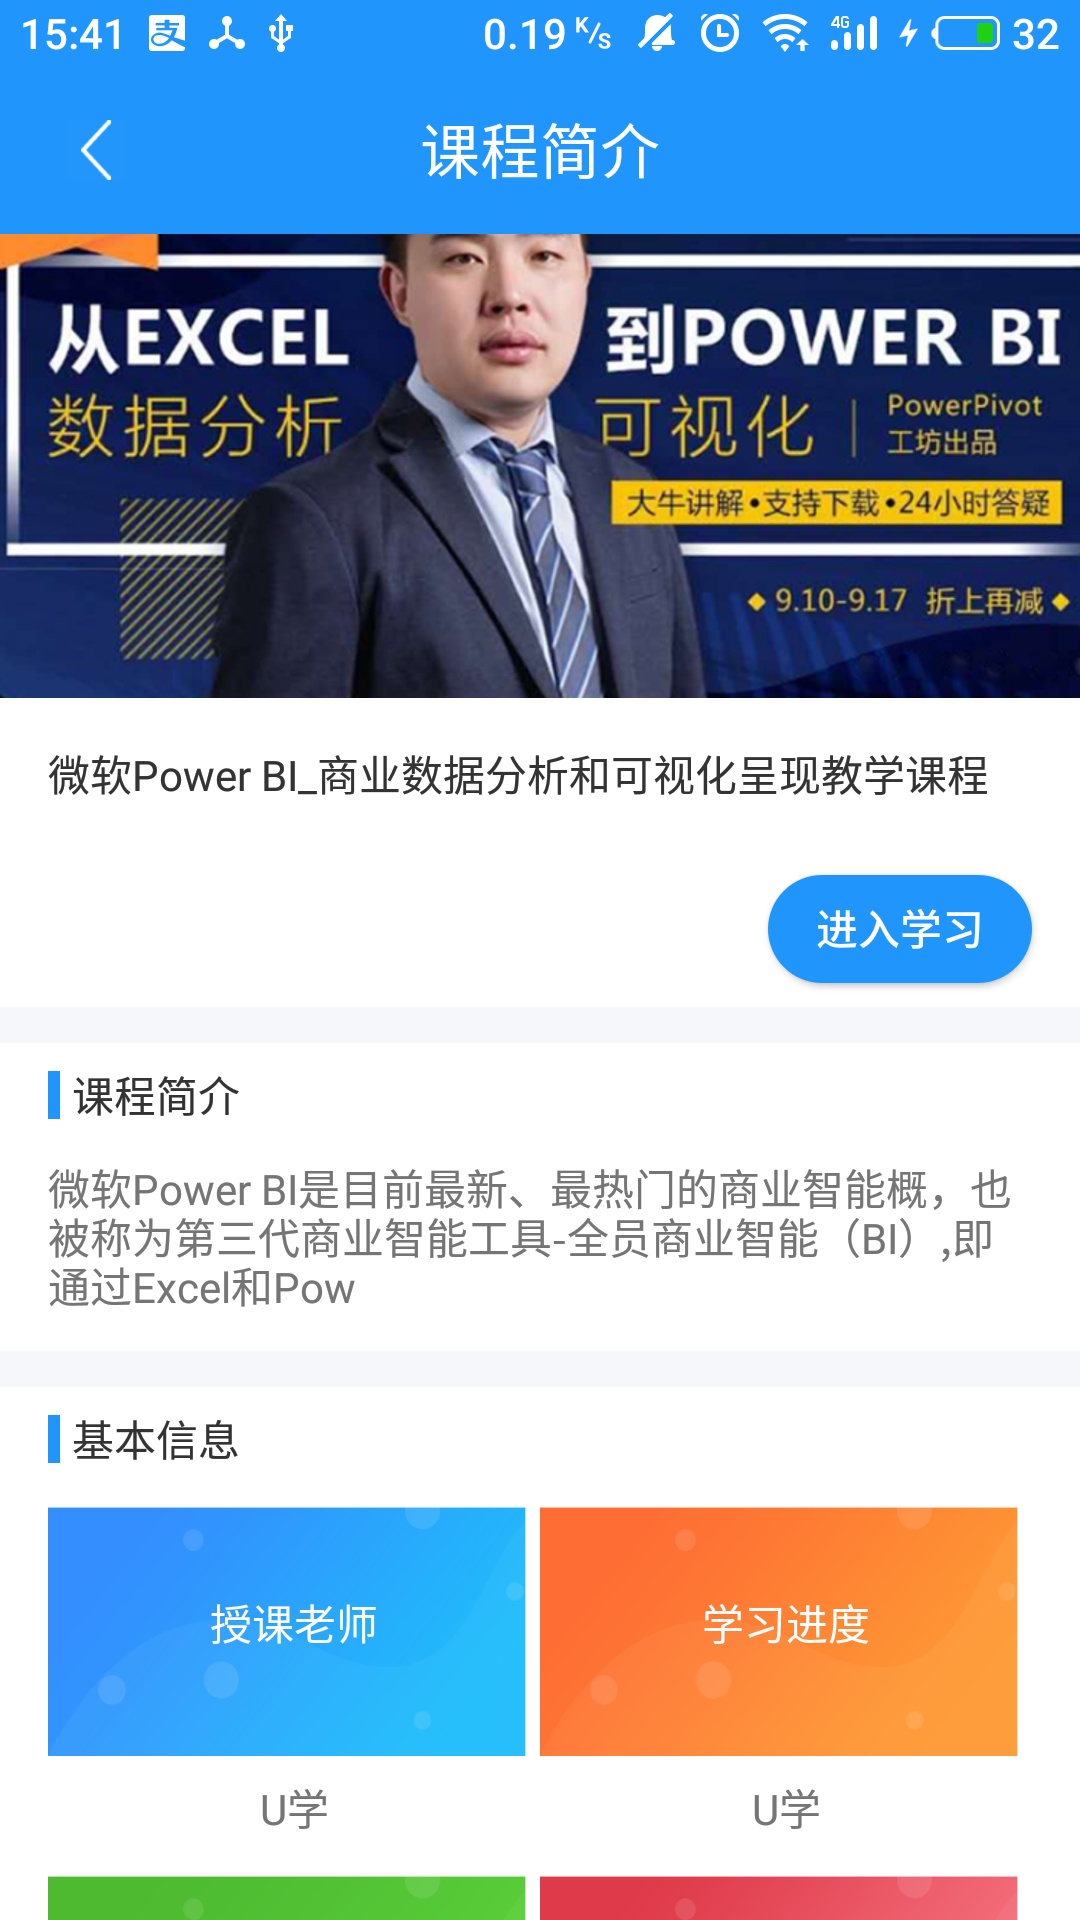 15:41 支 0.19 K/s 4G 32
课程简介
从EXCEL 到POWER BI
数据分析 可视化 PowerPivot
工坊出品
大牛讲解•支持下载•24小时答疑
◆ 9.10-9.17 折上再减 ◆
微软Power BI_商业数据分析和可视化呈现教学课程
进入学习
课程简介
微软Power BI是目前最新、最热门的商业智能概，也
被称为第三代商业智能工具-全员商业智能（BI）,即
通过Excel和Pow
基本信息
授课老师 学习进度
U学 U学